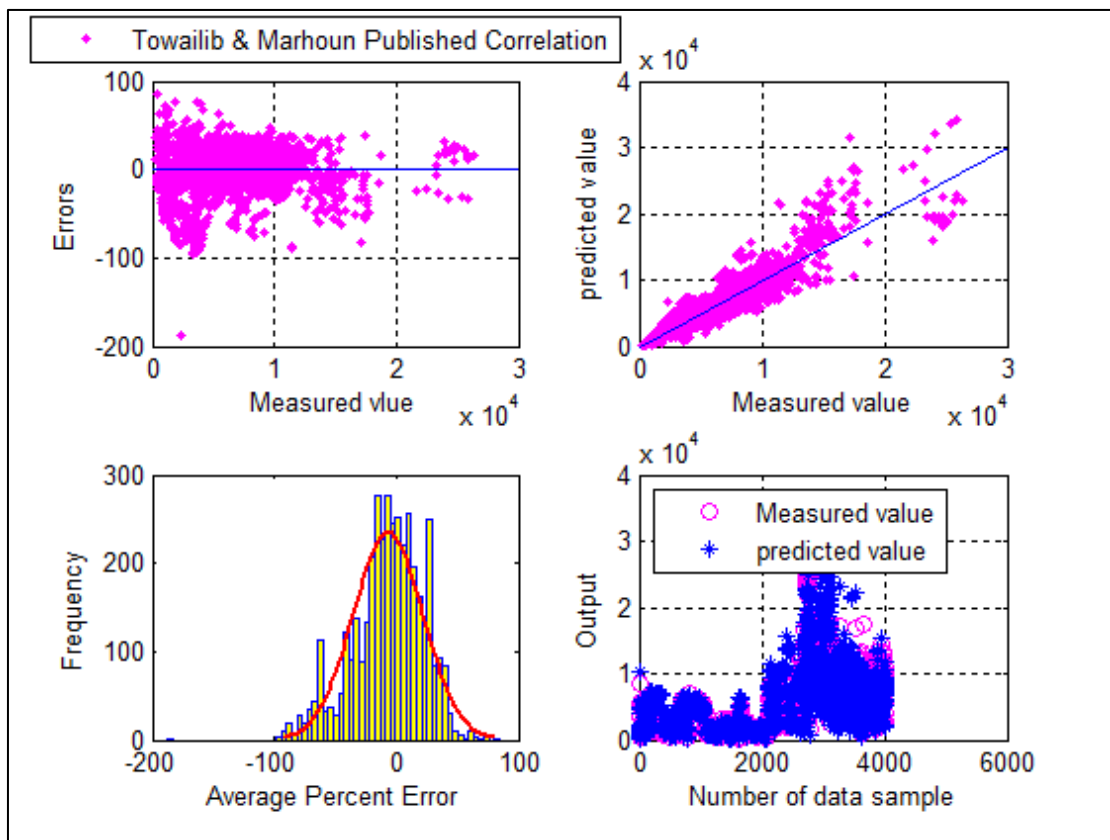 Towailib & Marhoun Published Correlation
100
0
-100
-200
Errors
0 1 2 3
Measured vlue
x 10^4
x 10^4
4
3
2
1
0
predicted value
0 1 2 3
Measured value
x 10^4
300
200
100
0
Frequency
-200 -100 0 100
Average Percent Error
x 10^4
4
3
2
1
0
Output
Measured value
predicted value
0 2000 4000 6000
Number of data sample